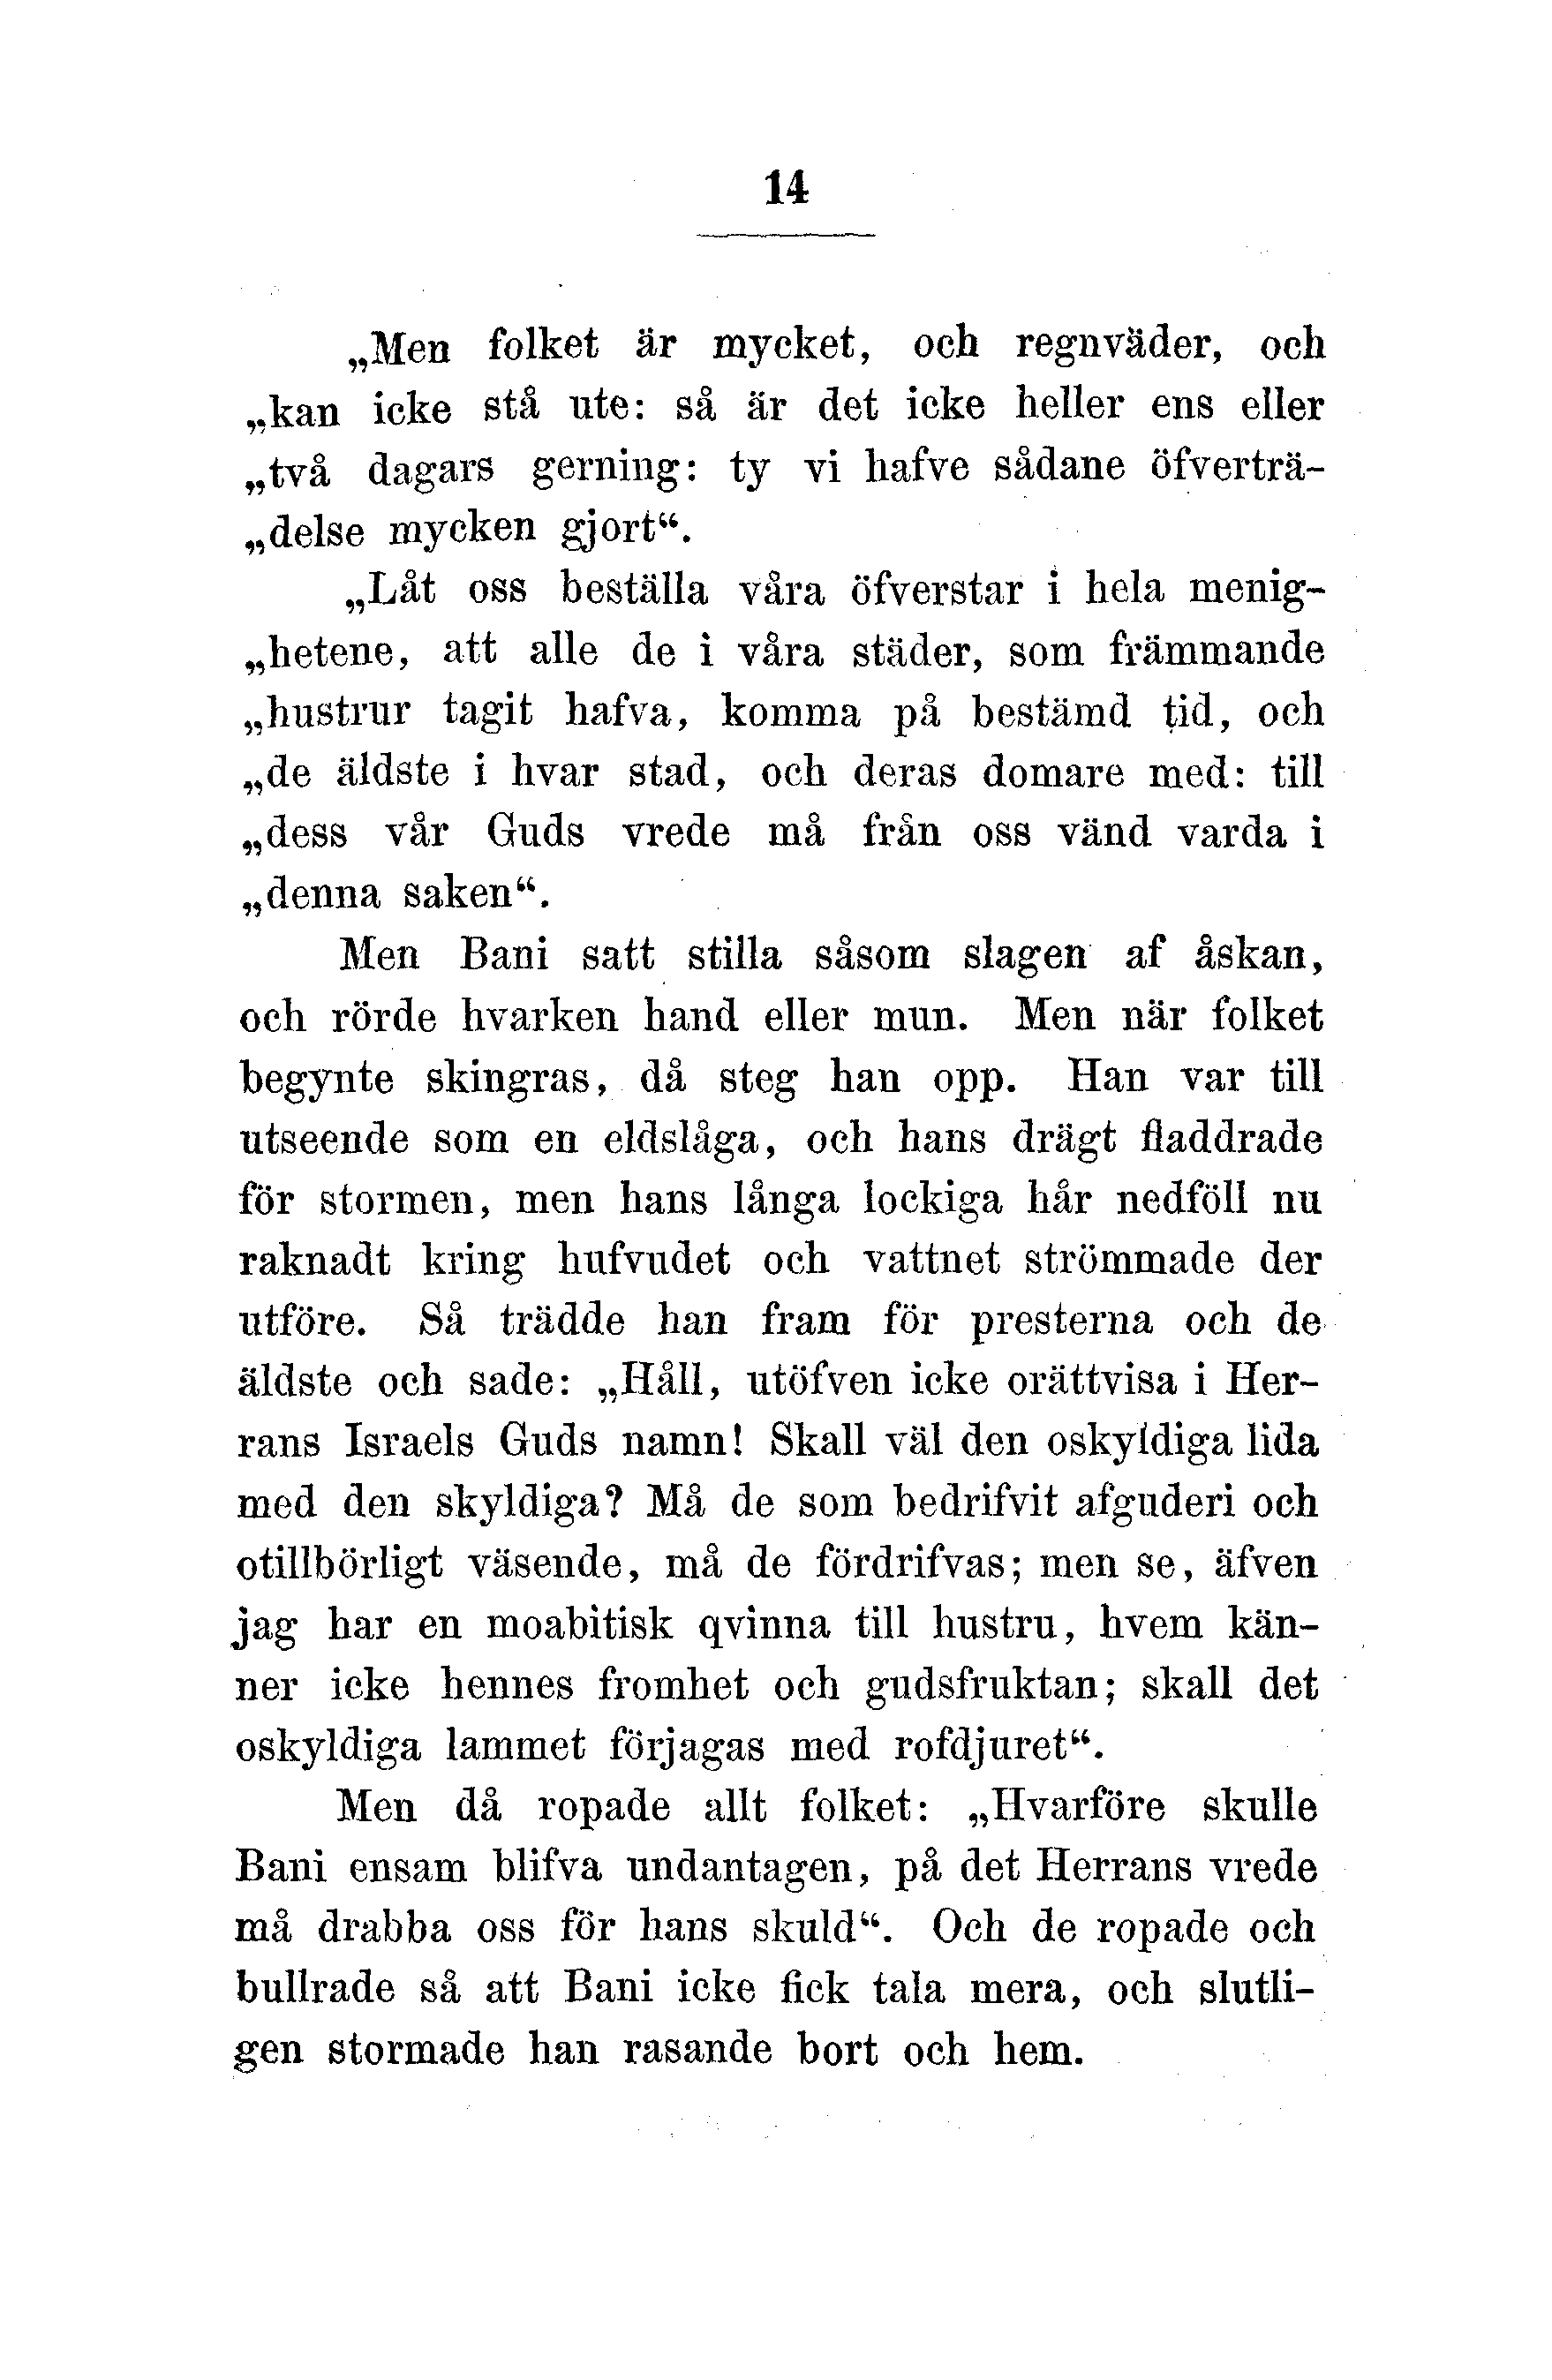 14
„Men folket är mycket, och regnväder, och
„kan icke stå ute: så är det icke heller ens eller
„två dagars gerning: ty vi hafve sådane öfverträ-
„delse mycken gjort“.
„Låt oss beställa våra öfverstar i hela menig-
„hetene, att alle de i våra städer, som främmande
„hustrur tagit hafva, komma på bestämd tid, och
„de äldste i hvar stad, och deras domare med: till
„dess vår Guds vrede må från oss vänd varda i
„denna saken“.
Men Bani satt stilla såsom slagen af åskan,
och rörde hvarken hand eller mun. Men när folket
begynte skingras, då steg han opp. Han var till
utseende som en eldslåga, och hans drägt fladdrade
för stormen, men hans långa lockiga hår nedföll nu
raknadt kring hufvudet och vattnet strömmade der
utföre. Så trädde han fram för presterna och de
äldste och sade: „Håll, utöfven icke orättvisa i Her-
rans Israels Guds namn! Skall väl den oskyldiga lida
med den skyldiga? Må de som bedrifvit afguderi och
otillbörligt väsende, må de fördrifvas; men se, äfven
jag har en moabitisk qvinna till hustru, hvem kän-
ner icke hennes fromhet och gudsfruktan; skall det
oskyldiga lammet förjagas med rofdjuret“.
Men då ropade allt folket: „Hvarföre skulle
Bani ensam blifva undantagen, på det Herrans vrede
må drabba oss för hans skuld“. Och de ropade och
bullrade så att Bani icke fick tala mera, och slutli-
gen stormade han rasande bort och hem.